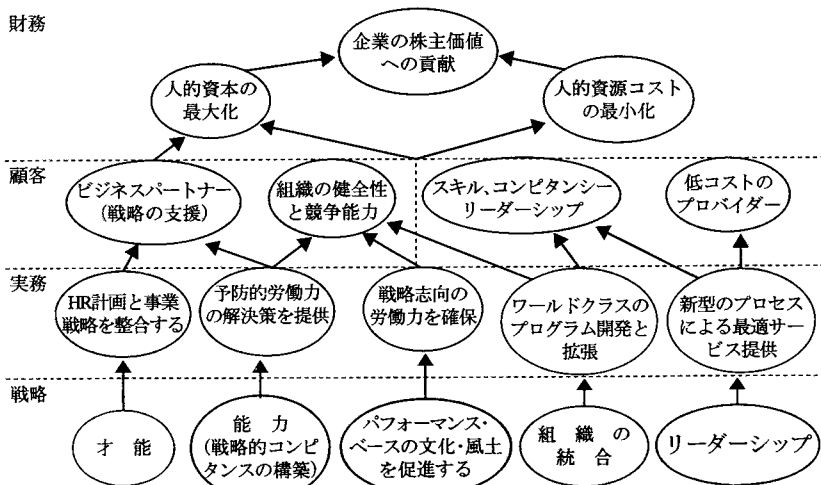 財務
企業の株主価値
への貢献
人的資本の
最大化
人的資源コスト
の最小化
顧客
ビジネスパートナー
(戦略の支援)
組織の健全性
と競争能力
スキル、コンピタンシー
リーダーシップ
低コストの
プロバイダー
実務
HR計画と事業
戦略を整合する
予防的労働力
の解決策を提供
戦略志向の
労働力を確保
ワールドクラスの
プログラム開発と
拡張
新型のプロセス
による最適サー
ビス提供
戦略
才能
能力
(戦略的コンピ
タンスの構築)
パフォーマンス・
ベースの文化・風土
を促進する
組織の
統合
リーダーシップ